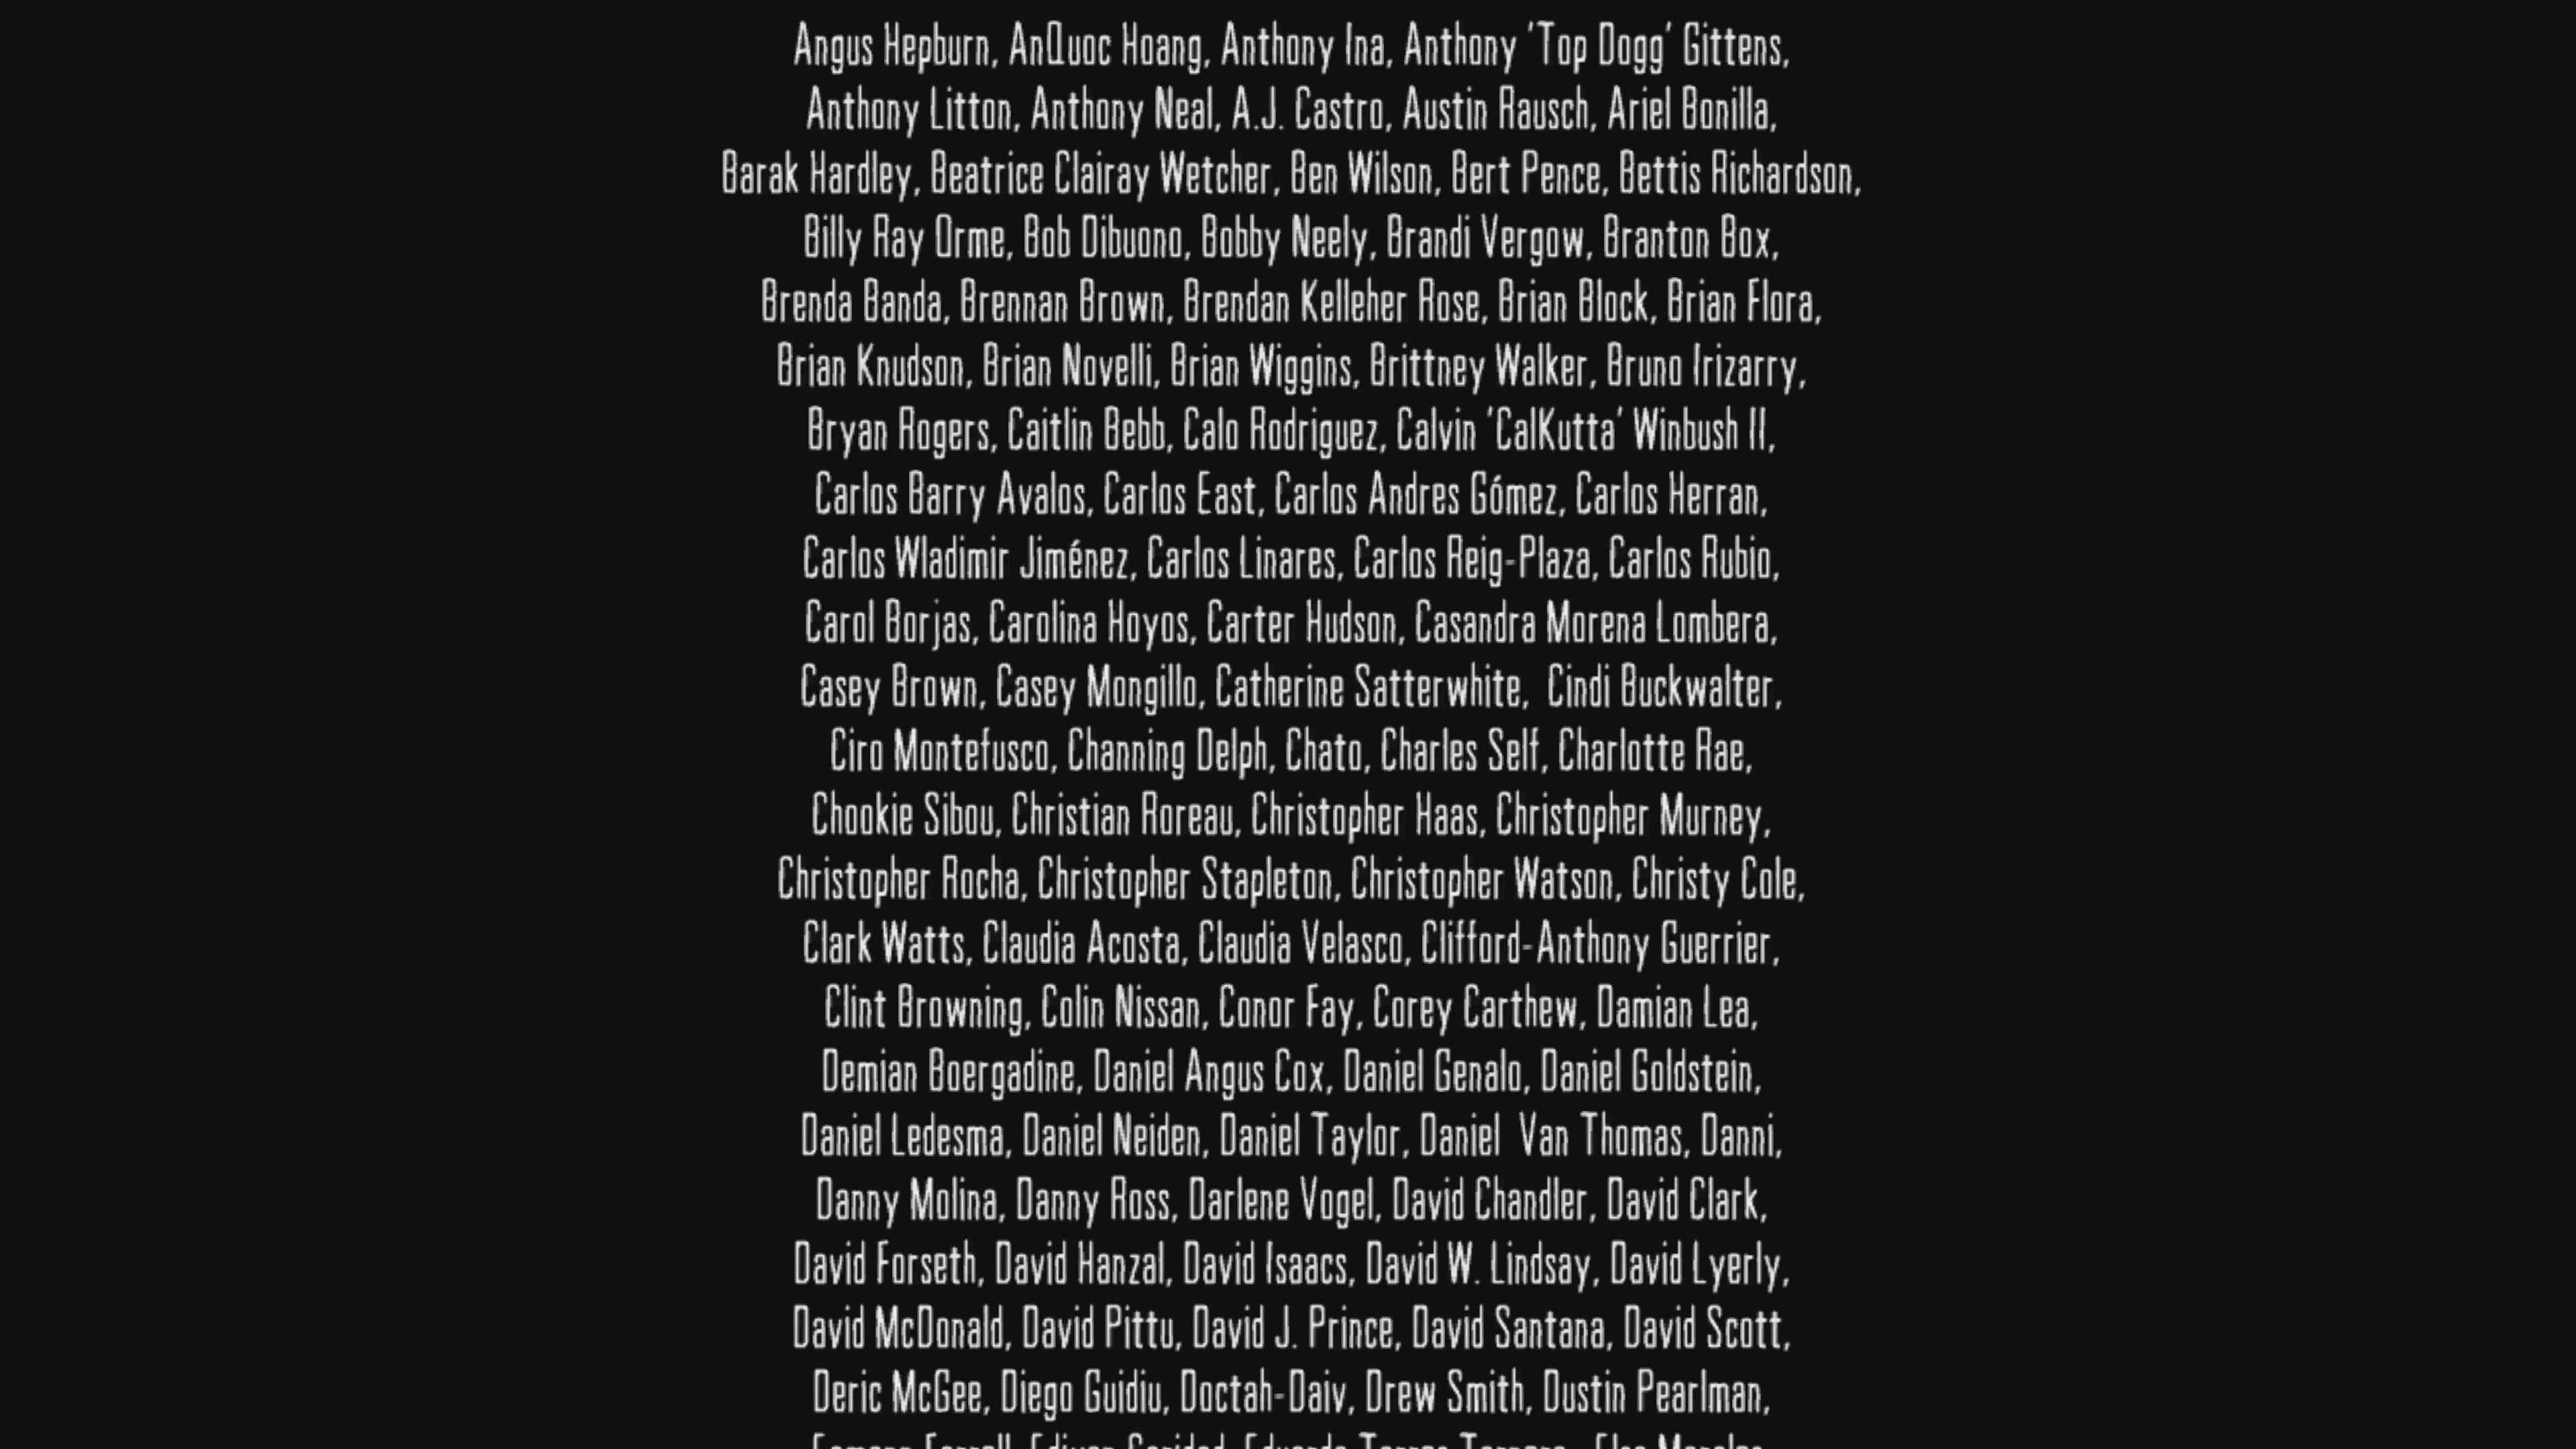 Angus Hepburn, AnQuoc Hoang, Anthony Ina, Anthony 'Top Dogg' Gittens,
Anthony Litton, Anthony Neal, A.J. Castro, Austin Rausch, Ariel Bonilla,
Barak Hardley, Beatrice Clairay Wetcher, Ben Wilson, Bert Pence, Bettis Richardson,
Billy Ray Orme, Bob Dibuono, Bobby Neely, Brandi Vergow, Branton Box,
Brenda Banda, Brennan Brown, Brendan Kelleher Rose, Brian Block, Brian Flora,
Brian Knudson, Brian Novelli, Brian Wiggins, Brittney Walker, Bruno Irizarry,
Bryan Rogers, Caitlin Bebb, Calo Rodriguez, Calvin 'CalKutta' Winbush II,
Carlos Barry Avalos, Carlos East, Carlos Andres Gómez, Carlos Herran,
Carlos Wladimir Jiménez, Carlos Linares, Carlos Reig-Plaza, Carlos Rubio,
Carol Borjas, Carolina Hoyos, Carter Hudson, Casandra Morena Lombera,
Casey Brown, Casey Mongillo, Catherine Satterwhite, Cindi Buckwalter,
Ciro Montefusco, Channing Delph, Chato, Charles Self, Charlotte Rae,
Chookie Sibou, Christian Roreau, Christopher Haas, Christopher Murney,
Christopher Rocha, Christopher Stapleton, Christopher Watson, Christy Cole,
Clark Watts, Claudia Acosta, Claudia Velasco, Clifford-Anthony Guerrier,
Clint Browning, Colin Nissan, Conor Fay, Corey Carthew, Damian Lea,
Demian Boergadine, Daniel Angus Cox, Daniel Genalo, Daniel Goldstein,
Daniel Ledesma, Daniel Neiden, Daniel Taylor, Daniel Van Thomas, Danni,
Danny Molina, Danny Ross, Darlene Vogel, David Chandler, David Clark,
David Forseth, David Hanzal, David Isaacs, David W. Lindsay, David Lyerly,
David McDonald, David Pittu, David J. Prince, David Santana, David Scott,
Deric McGee, Diego Guidiu, Doctah-Daiv, Drew Smith, Dustin Pearlman,